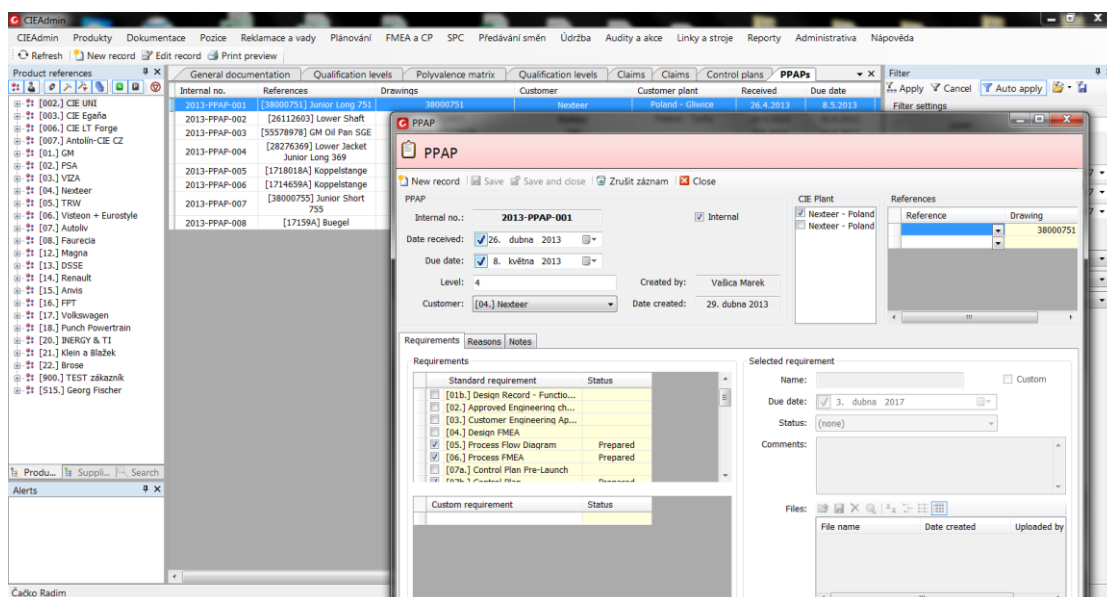 CIEAdmin
CIEAdmin Produkty Dokumentace Pozice Reklamace a vady Plánování FMEA a CP SPC Předávání směn Údržba Audity a akce Linky a stroje Reporty Administrativa Nápověda
Refresh New record Edit record Print preview
Product references
General documentation Qualification levels Polyvalence matrix Qualification levels Claims Claims Control plans PPAPs
Filter
Apply Cancel Auto apply
Filter settings
[002.] CIE UNI
[003.] CIE Egaña
[006.] CIE LT Forge
[007.] Antolín-CIE CZ
[01.] GM
[02.] PSA
[03.] VIZA
[04.] Nexteer
[05.] TRW
[06.] Visteon + Eurostyle
[07.] Autoliv
[08.] Faurecia
[12.] Magna
[13.] DSSE
[14.] Renault
[15.] Anvis
[16.] FPT
[17.] Volkswagen
[18.] Punch Powertrain
[20.] INERGY & TI
[21.] Klein a Blažek
[22.] Brose
[900.] TEST zákazník
[S15.] Georg Fischer
Produ... Suppli... Search
Alerts
Čačko Radim
Internal no. References Drawings Customer Customer plant Received Due date
2013-PPAP-001 [38000751] Junior Long 751 38000751 Nexteer Poland - Gliwice 26.4.2013 8.5.2013
2013-PPAP-002 [26112603] Lower Shaft
2013-PPAP-003 [55578978] GM Oil Pan SGE
2013-PPAP-004 [28276369] Lower Jacket
Junior Long 369
2013-PPAP-005 [1718018A] Koppelstange
2013-PPAP-006 [1714659A] Koppelstange
2013-PPAP-007 [38000755] Junior Short
755
2013-PPAP-008 [17159A] Buegel
PPAP
PPAP
New record Save Save and close Zrušit záznam Close
PPAP
Internal no.: 2013-PPAP-001 Internal
Date received: 26. dubna 2013
Due date: 8. května 2013
Level: 4 Created by: Vašica Marek
Customer: [04.] Nexteer Date created: 29. dubna 2013
CIE Plant
Nexteer - Poland
Nexteer - Poland
References
Reference Drawing
38000751
Requirements Reasons Notes
Requirements
Standard requirement Status
[01b.] Design Record - Functio...
[02.] Approved Engineering ch...
[03.] Customer Engineering Ap...
[04.] Design FMEA
[05.] Process Flow Diagram Prepared
[06.] Process FMEA Prepared
[07a.] Control Plan Pre-Launch
[07b.] Control Plan Prepared
Custom requirement Status
Selected requirement
Name: Custom
Due date: 3. dubna 2017
Status: (none)
Comments:
Files:
File name Date created Uploaded by